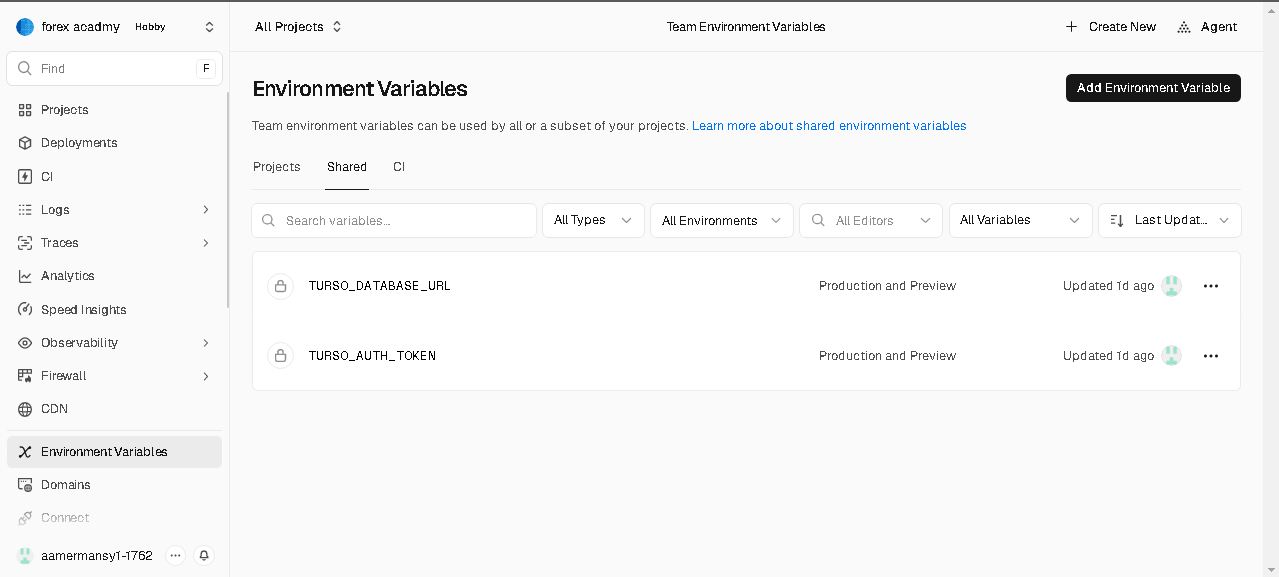 forex acadmy Hobby
All Projects
Team Environment Variables
Create New
Agent
Find F
Projects
Deployments
CI
Logs
Traces
Analytics
Speed Insights
Observability
Firewall
CDN
Environment Variables
Domains
Connect
aamermansy1-1762
Environment Variables
Add Environment Variable
Team environment variables can be used by all or a subset of your projects. Learn more about shared environment variables
Projects Shared CI
Search variables... All Types All Environments All Editors All Variables Last Updat...
TURSO_DATABASE_URL Production and Preview Updated 1d ago
TURSO_AUTH_TOKEN Production and Preview Updated 1d ago